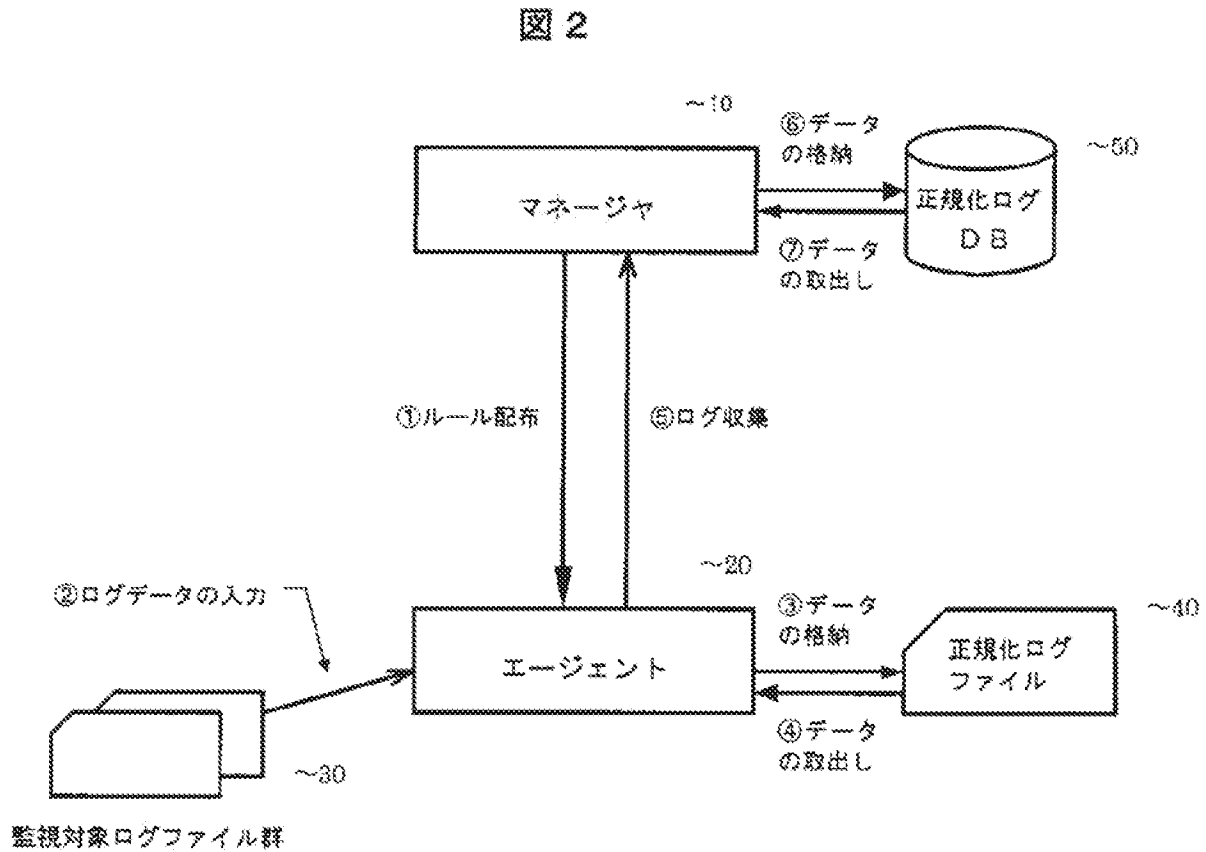 図2
～10
⑥データ
の格納
～50
マネージャ
正規化ログ
DB
⑦データ
の取出し
①ルール配布
⑤ログ収集
～20
②ログデータの入力
③データ
の格納
～40
エージェント
正規化ログ
ファイル
④データ
の取出し
～30
監視対象ログファイル群